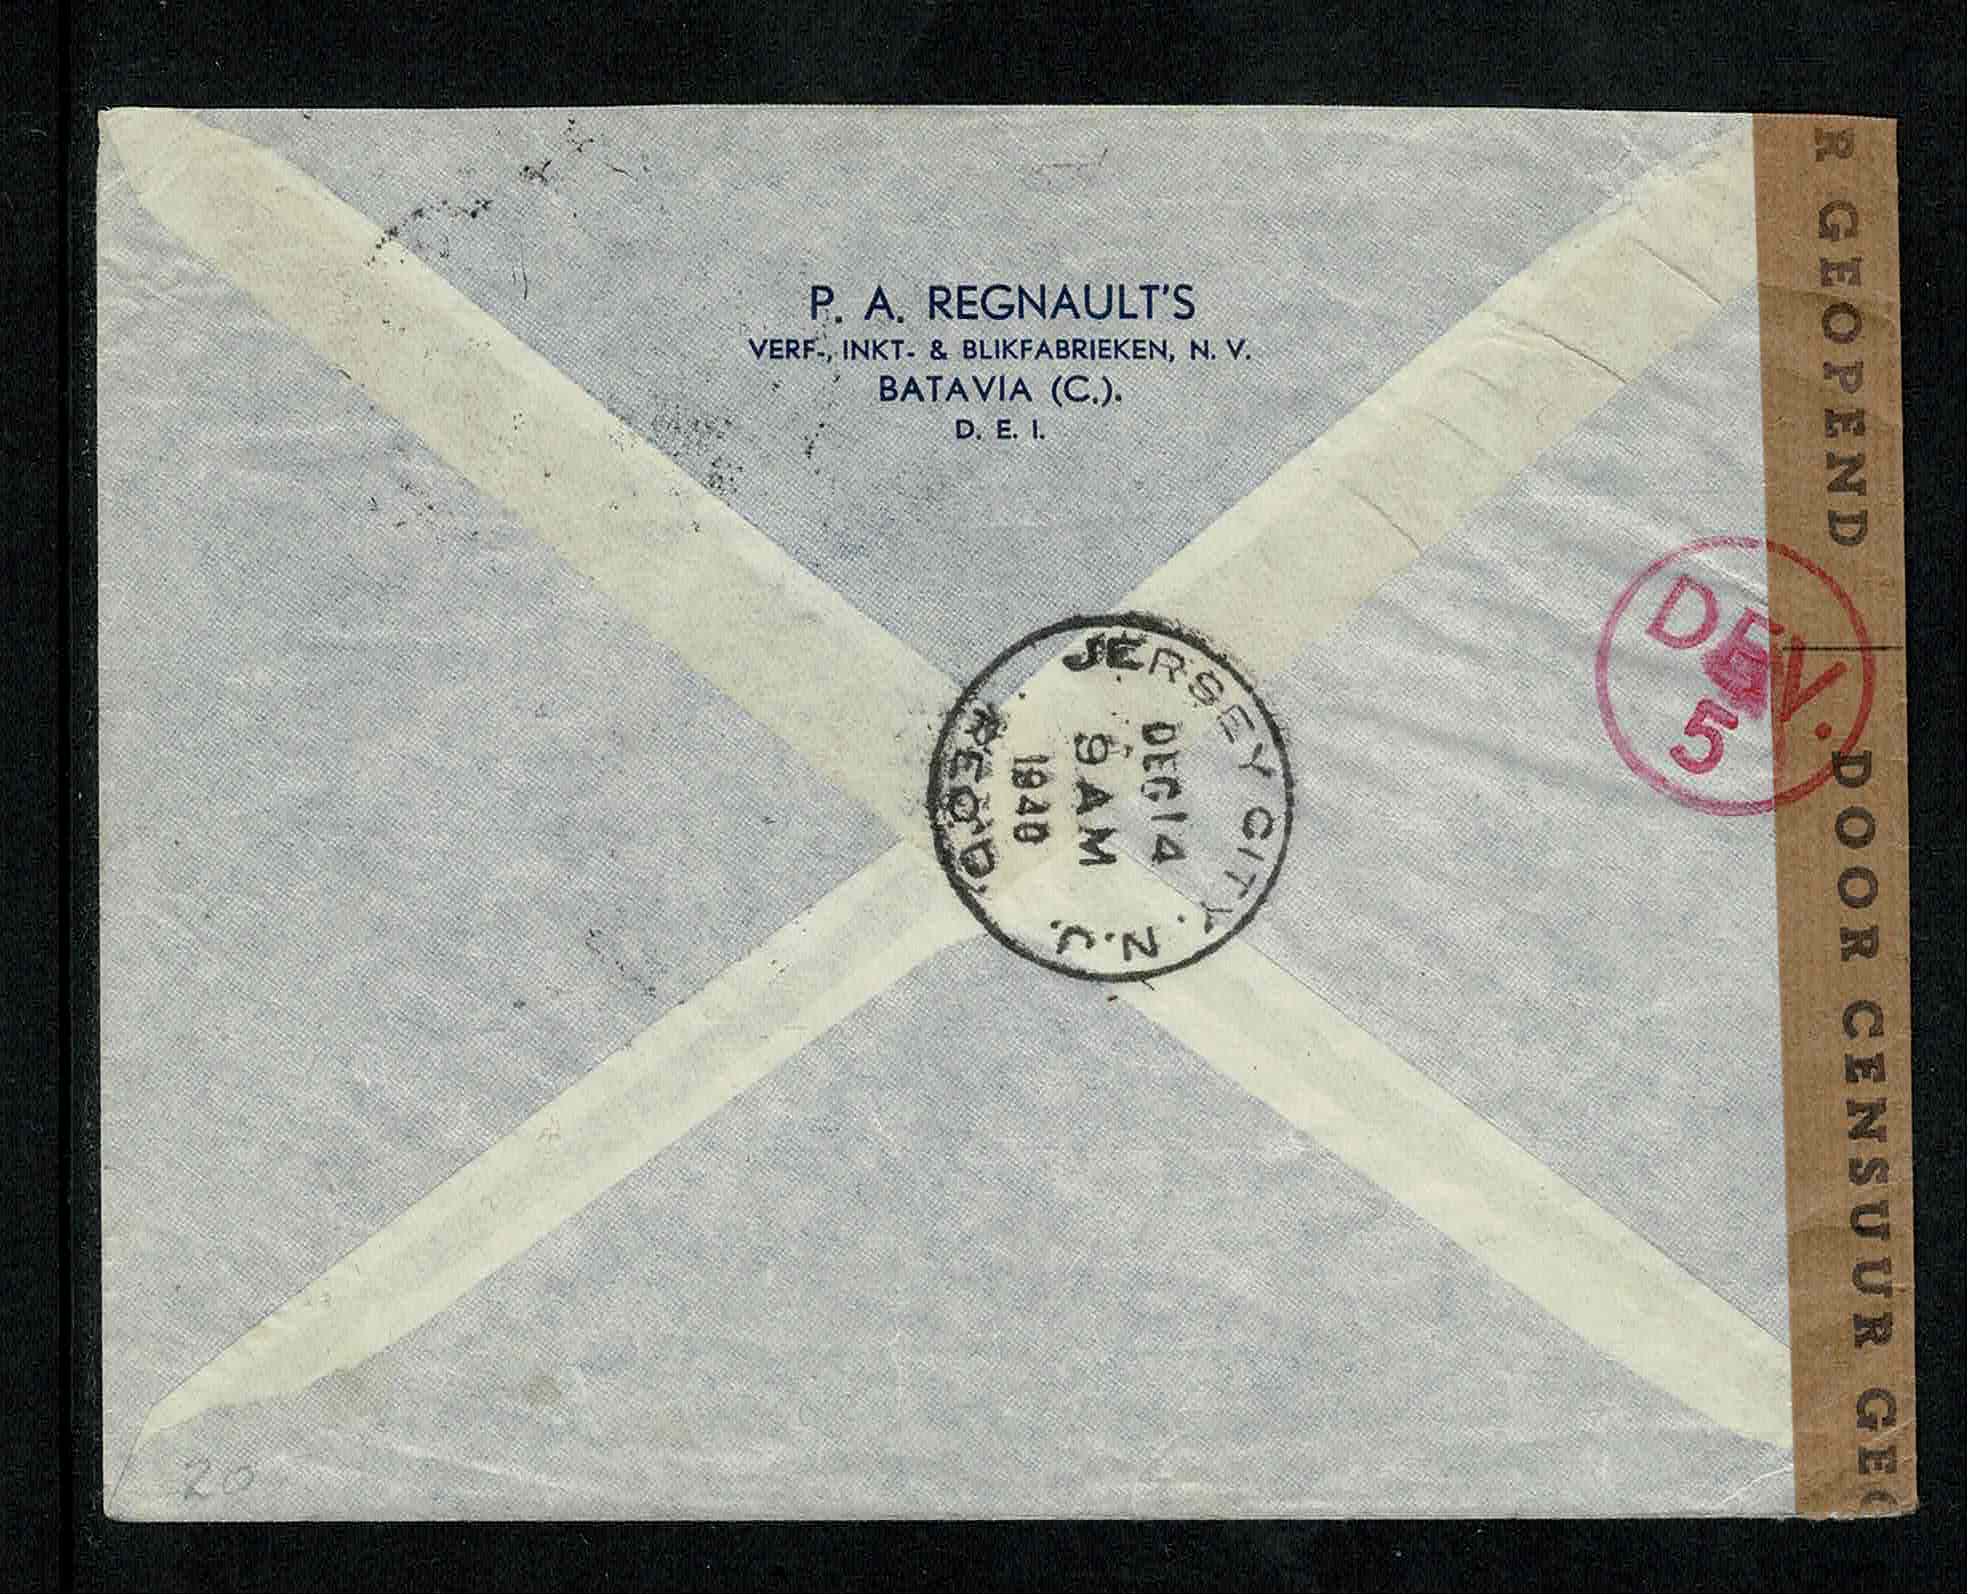 P. A. REGNAULT'S
VERF-, INKT- & BLIKFABRIEKEN, N. V.
BATAVIA (C.).
D. E. I.
JERSEY CITY, N.J.
DEC 14
9 AM
1940
REC'D.
DEV.
5
R GEOPEND
DOOR CENSUUR GEO
20